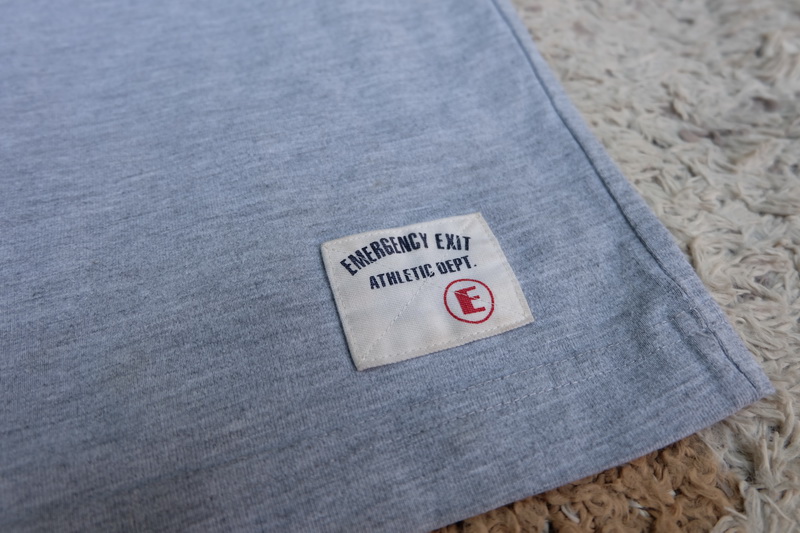 EMERGENCY EXIT
ATHLETIC DEPT.
E